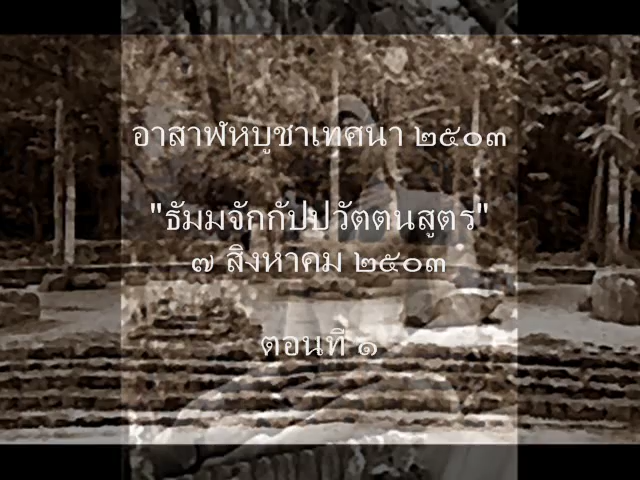 อาสาฬหบูชาเทศนา ๒๕๐๓
"ธัมมจักกัปปวัตตนสูตร"
๗ สิงหาคม ๒๕๐๓
ตอนที่ ๑